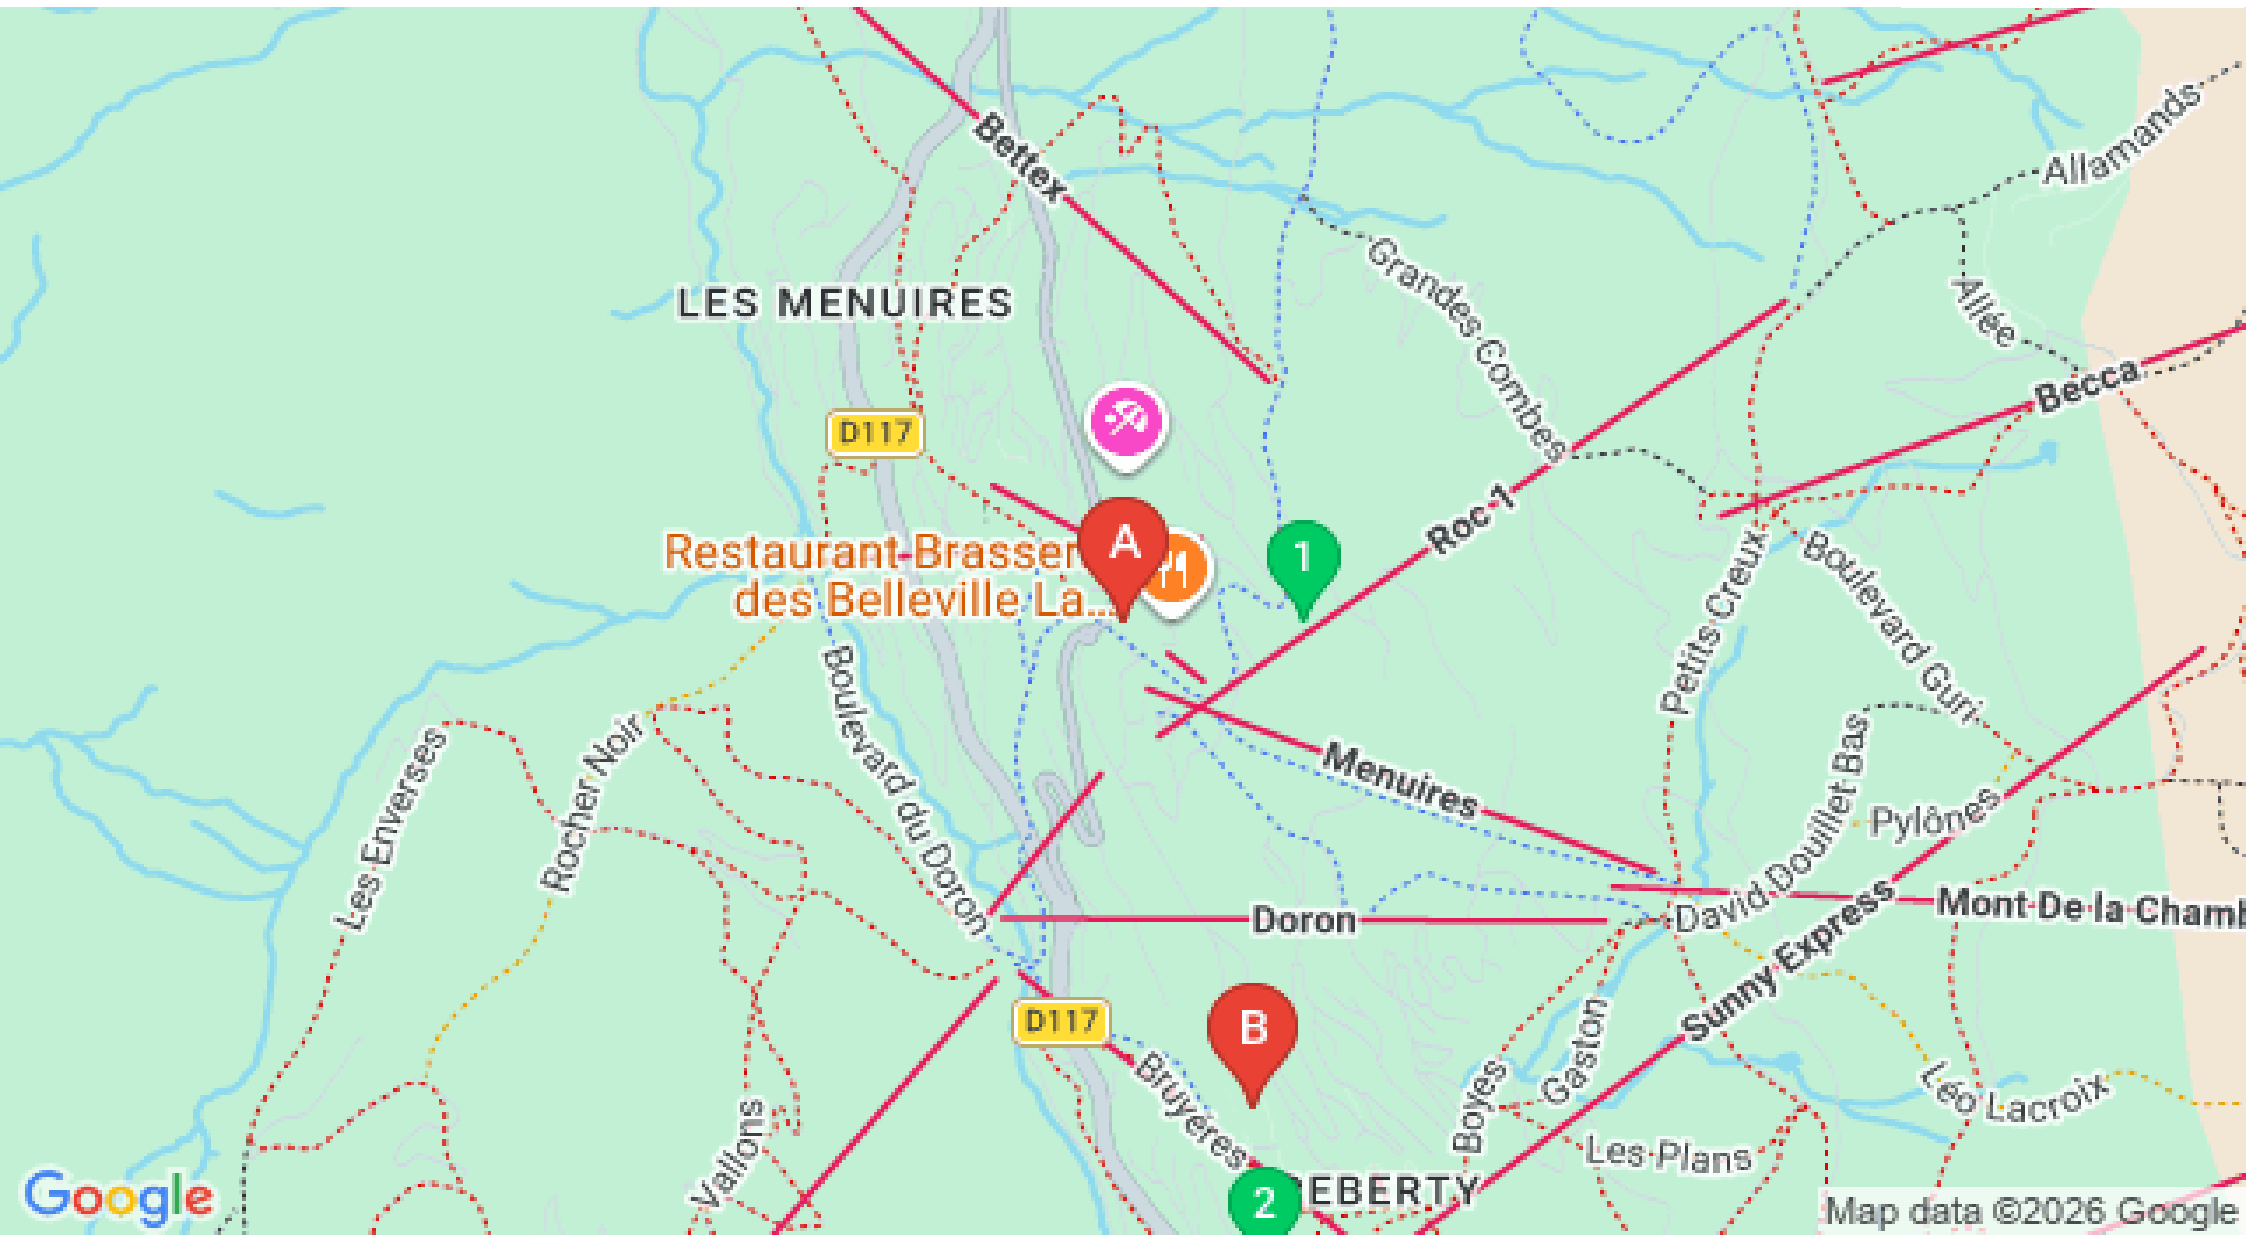 Bettex
Allamands
Grandes Combes
Allée
LES MENUIRES
Becca
D117
Roc 1
A
Restaurant Brasser
des Belleville La...
1
Petits Creux
Boulevard Guri
Boulevard du Doron
Les Enverses
Rocher Noir
Menuires
David Douillet Bas
Pylônes
Doron
Mont De la Chamb
Sunny Express
D117
B
Bruyéres
Boyes
Gaston
Léo Lacroix
Les Plans
Vallons
2
EBERTY
Google
Map data ©2026 Google